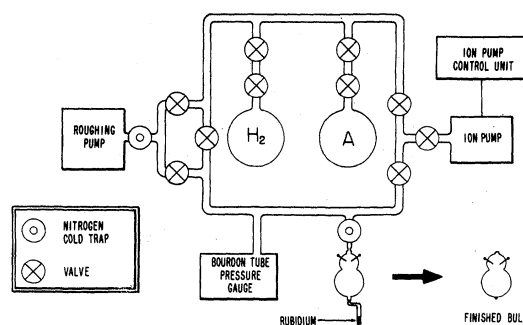 ION PUMP
CONTROL UNIT
ROUGHING
PUMP
H2
A
ION PUMP
NITROGEN
COLD TRAP
VALVE
BOURDON TUBE
PRESSURE
GAUGE
RUBIDIUM
FINISHED BUL